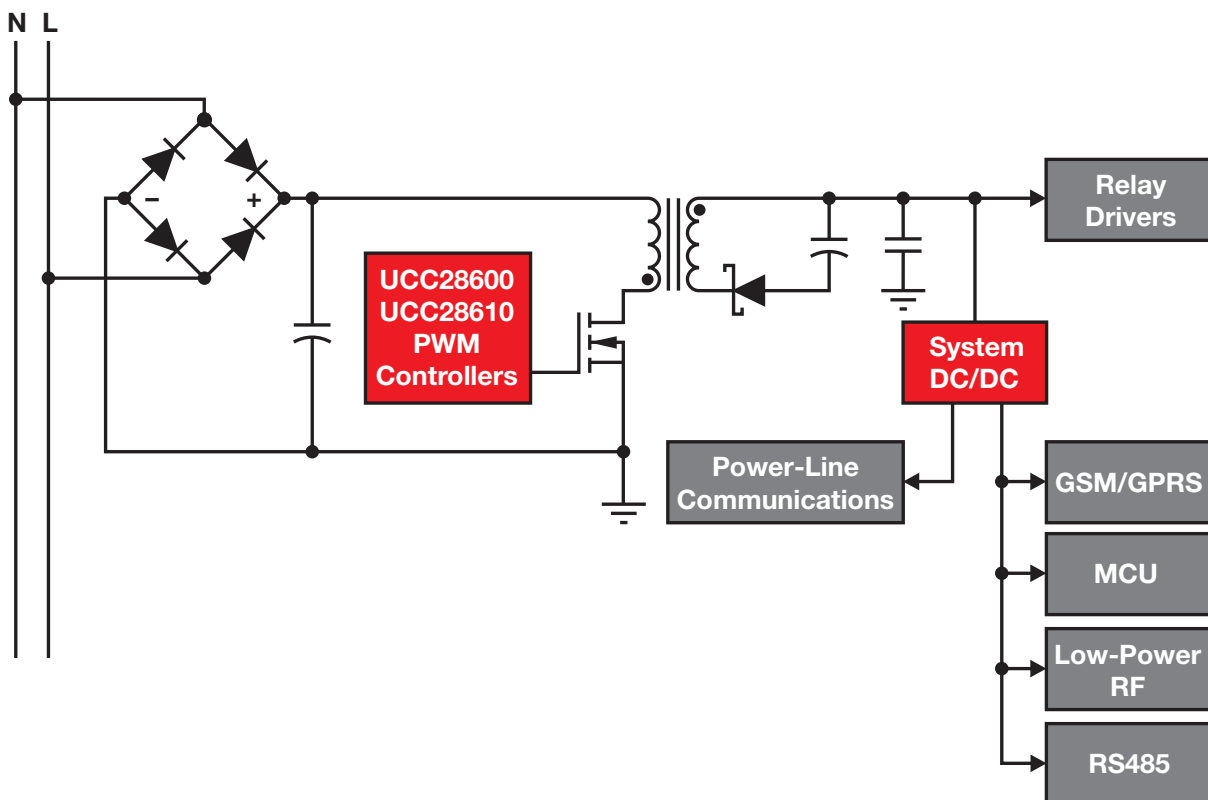 N L
Relay
Drivers
– +
UCC28600
UCC28610
PWM
Controllers
System
DC/DC
Power-Line
Communications
GSM/GPRS
MCU
Low-Power
RF
RS485